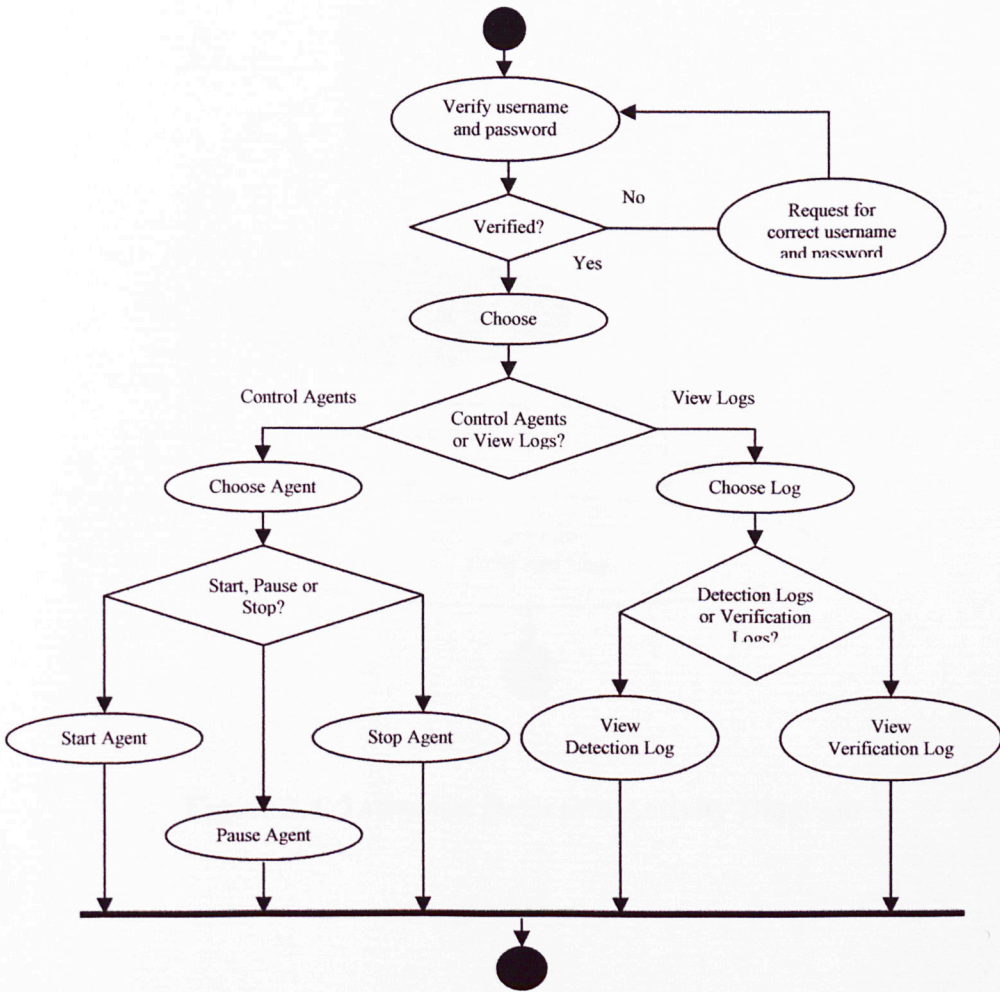 Verify username
and password
No
Verified?
Request for
correct username
and password
Yes
Choose
Control Agents
View Logs
Control Agents
or View Logs?
Choose Agent
Choose Log
Start, Pause or
Stop?
Detection Logs
or Verification
Logs?
Start Agent
Stop Agent
View
Detection Log
View
Verification Log
Pause Agent